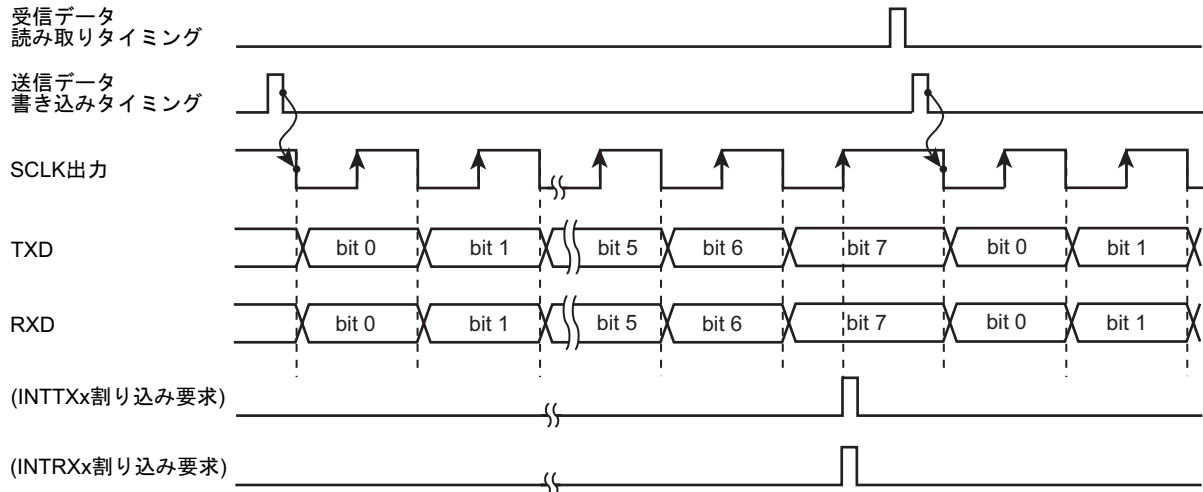 受信データ
読み取りタイミング
送信データ
書き込みタイミング
SCLK出力
TXD
bit 0
bit 1
bit 5
bit 6
bit 7
bit 0
bit 1
RXD
bit 0
bit 1
bit 5
bit 6
bit 7
bit 0
bit 1
(INTTXx割り込み要求)
(INTRXx割り込み要求)